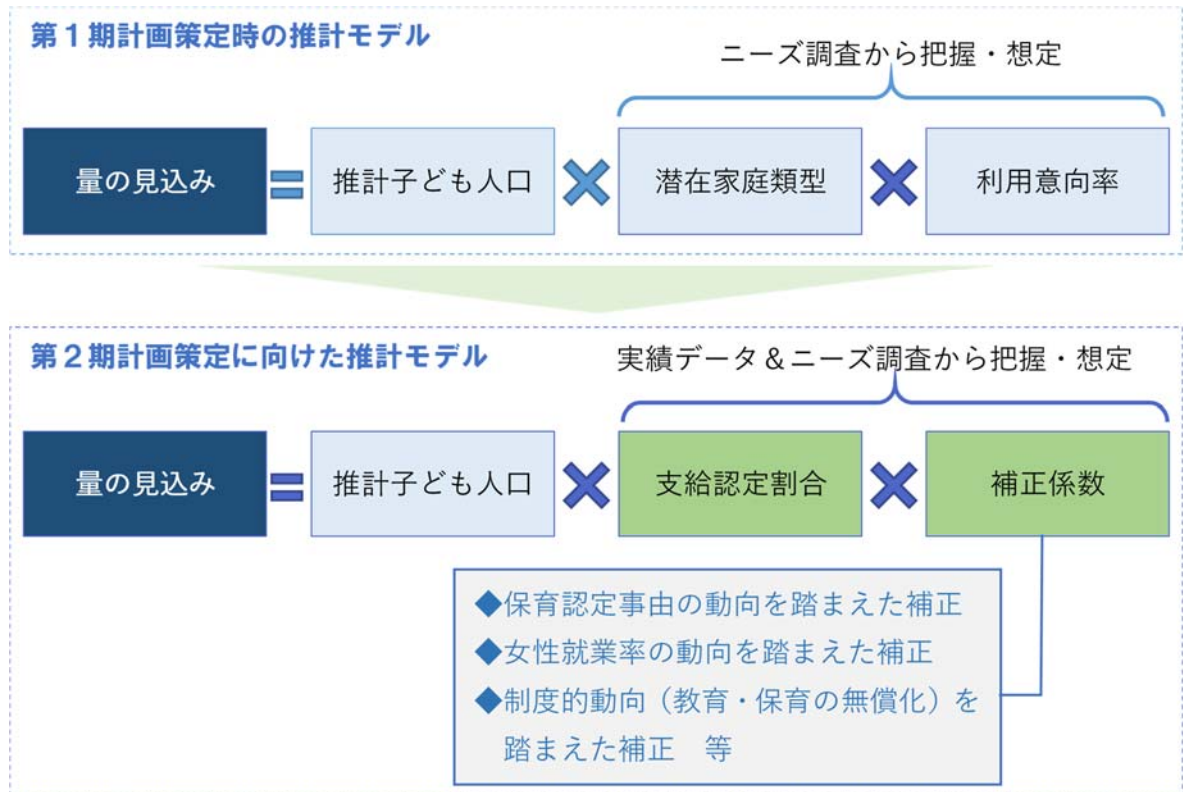 第1期計画策定時の推計モデル
ニーズ調査から把握・想定
量の見込み = 推計子ども人口 × 潜在家庭類型 × 利用意向率
第2期計画策定に向けた推計モデル
実績データ&ニーズ調査から把握・想定
量の見込み = 推計子ども人口 × 支給認定割合 × 補正係数
◆保育認定事由の動向を踏まえた補正
◆女性就業率の動向を踏まえた補正
◆制度的動向（教育・保育の無償化）を
踏まえた補正　等